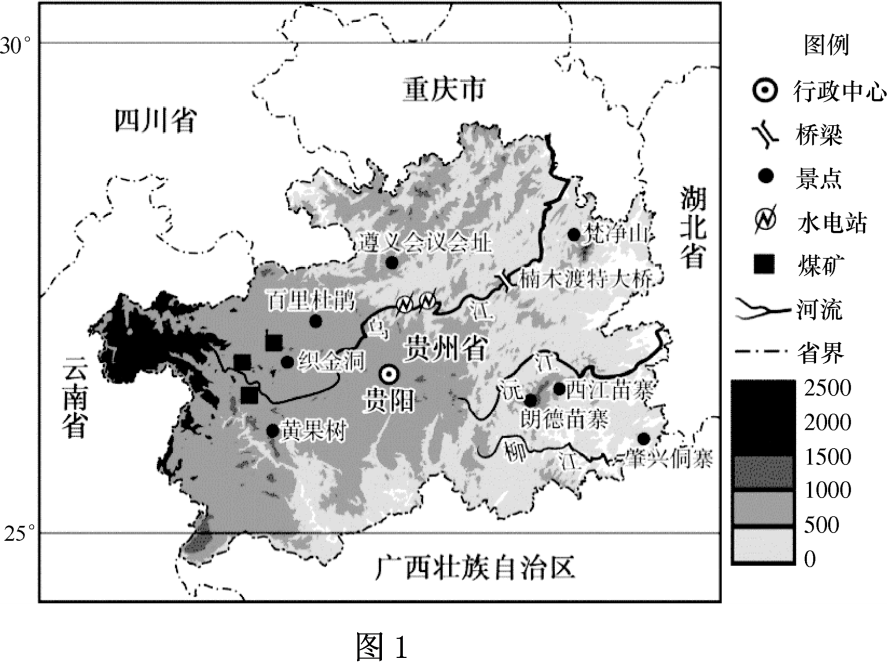 30°
25°
四川省
重庆市
湖北省
云南省
贵州省
贵阳
广西壮族自治区
遵义会议会址
梵净山
楠木渡特大桥
百里杜鹃
乌江
织金洞
黄果树
沅江
西江苗寨
朗德苗寨
柳江
肇兴侗寨
图例
行政中心
桥梁
景点
水电站
煤矿
河流
省界
2500
2000
1500
1000
500
0
图1